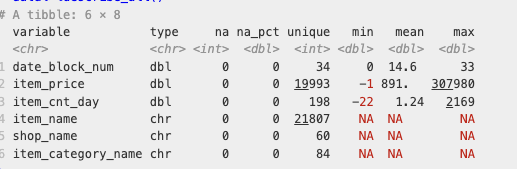 # A tibble: 6 × 8
variable type na na_pct unique min mean max
<chr> <chr> <int> <dbl> <int> <dbl> <dbl> <dbl>
date_block_num dbl 0 0 34 0 14.6 33
2 item_price dbl 0 0 19993 -1 891. 307980
3 item_cnt_day dbl 0 0 198 -22 1.24 2169
4 item_name chr 0 0 21807 NA NA NA
5 shop_name chr 0 0 60 NA NA NA
6 item_category_name chr 0 0 84 NA NA NA